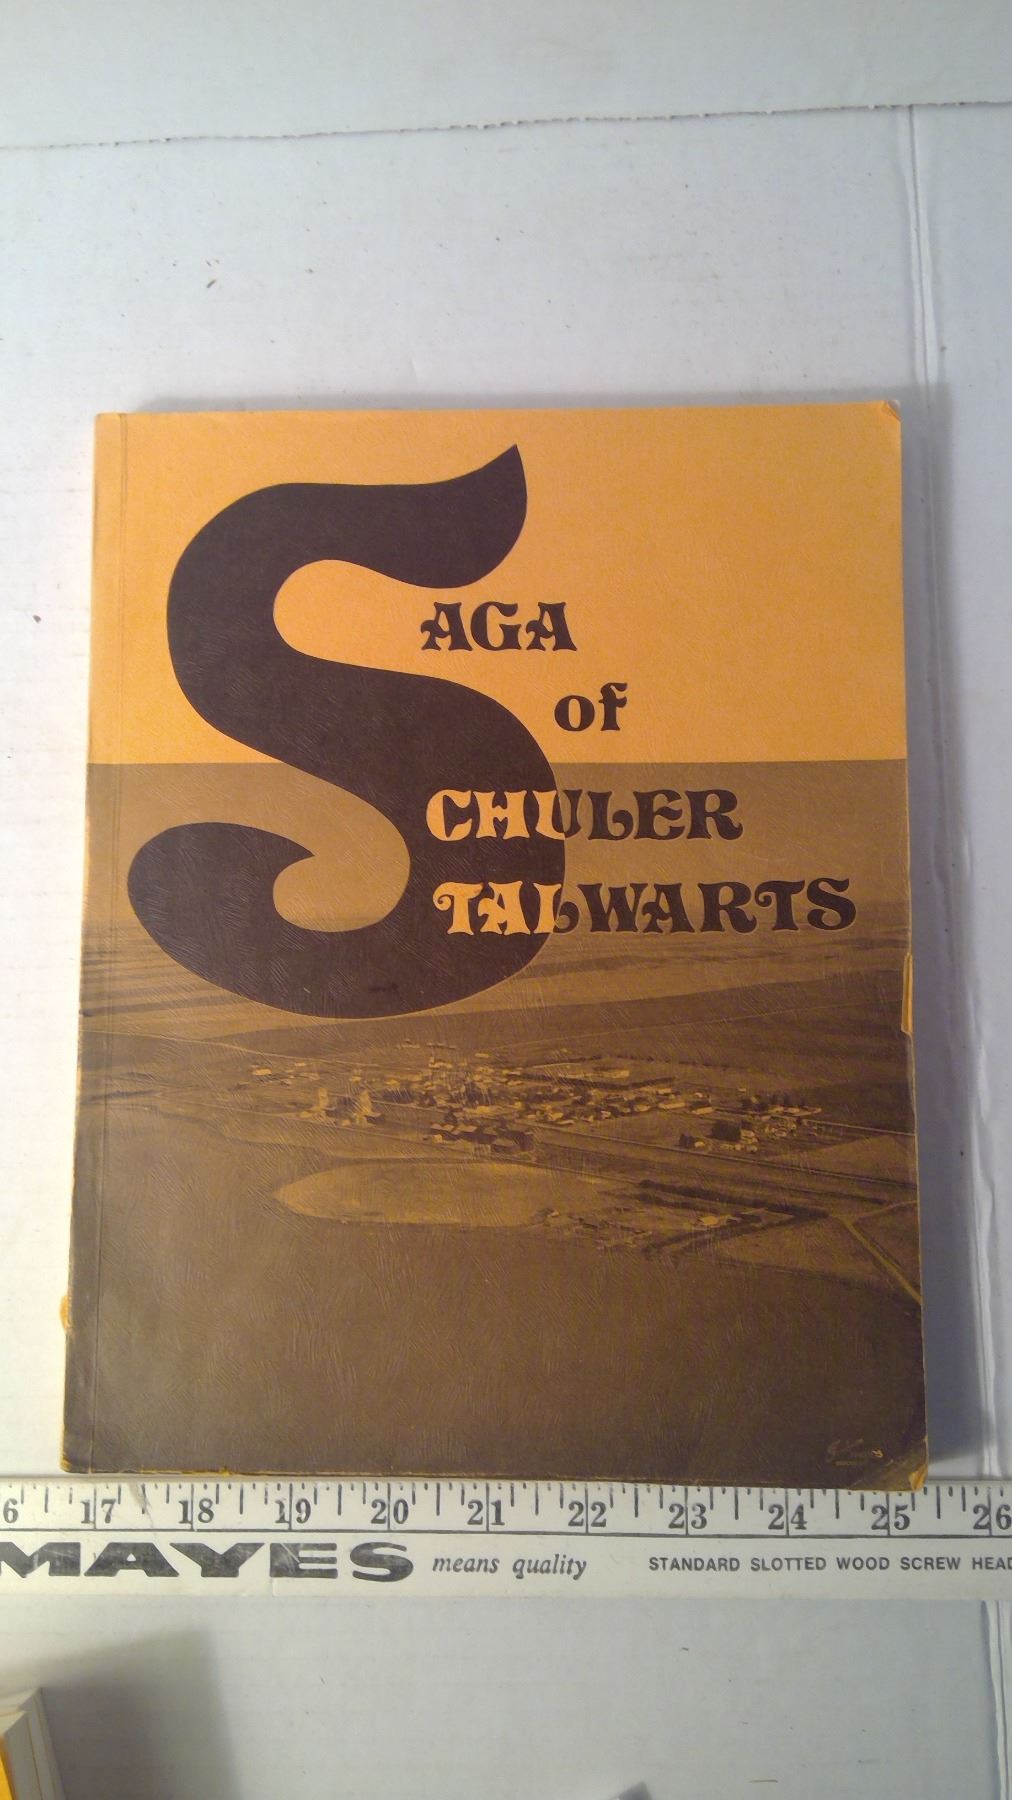 SAGA
of
SCHULER
STALWARTS
6 17 18 19 20 21 22 23 24 25 26
MAYES means quality STANDARD SLOTTED WOOD SCREW HEAD